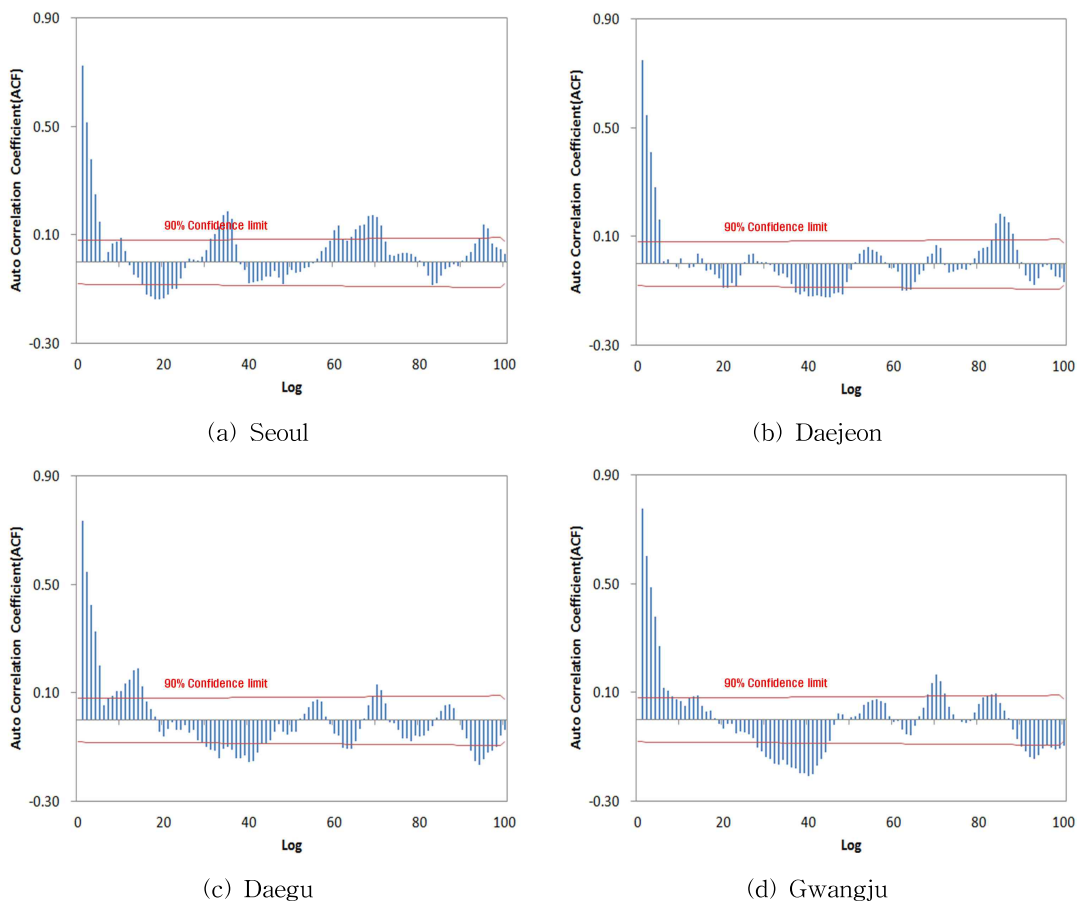 0.90
0.50
0.10
-0.30
Auto Correlation Coefficient(ACF)
90% Confidence limit
0 20 40 60 80 100
Log
(a) Seoul
0.90
0.50
0.10
-0.30
Auto Correlation Coefficient(ACF)
90% Confidence limit
0 20 40 60 80 100
Log
(b) Daejeon
0.90
0.50
0.10
-0.30
Auto Correlation Coefficient(ACF)
90% Confidence limit
0 20 40 60 80 100
Log
(c) Daegu
0.90
0.50
0.10
-0.30
Auto Correlation Coefficient(ACF)
90% Confidence limit
0 20 40 60 80 100
Log
(d) Gwangju